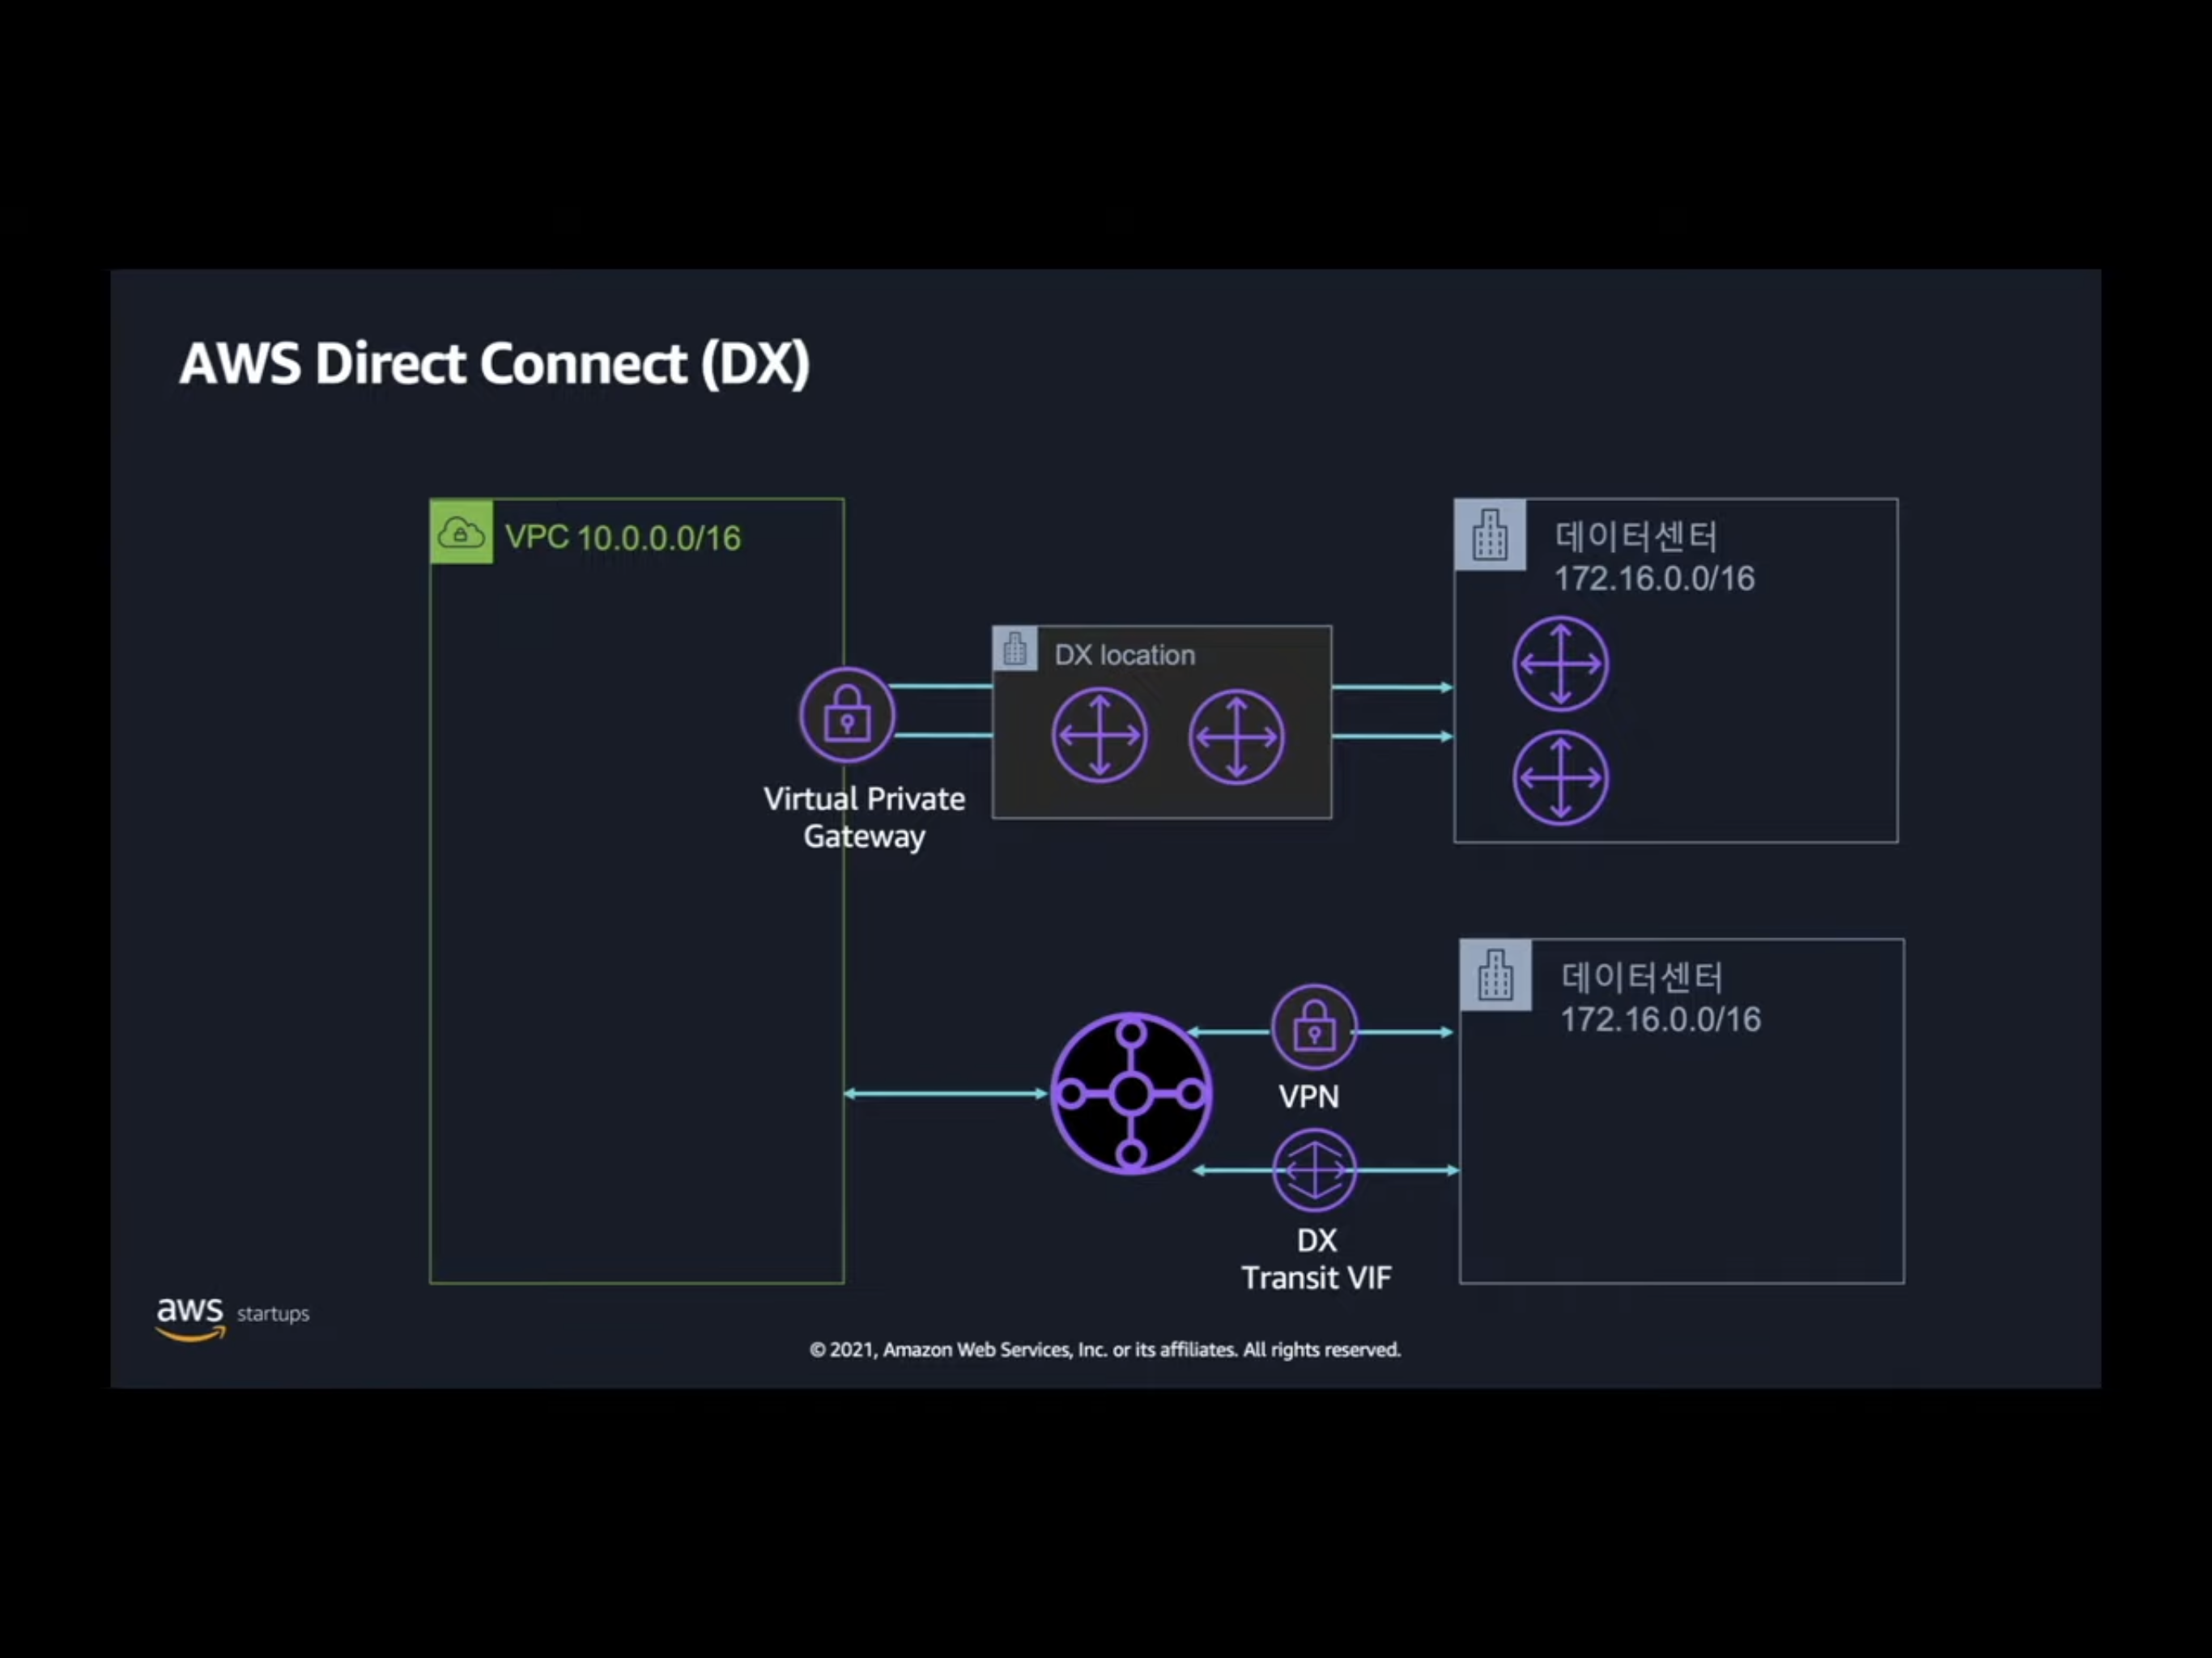 AWS Direct Connect (DX)
VPC 10.0.0.0/16
데이터센터
172.16.0.0/16
DX location
Virtual Private
Gateway
데이터센터
172.16.0.0/16
VPN
DX
Transit VIF
aws startups
© 2021, Amazon Web Services, Inc. or its affiliates. All rights reserved.